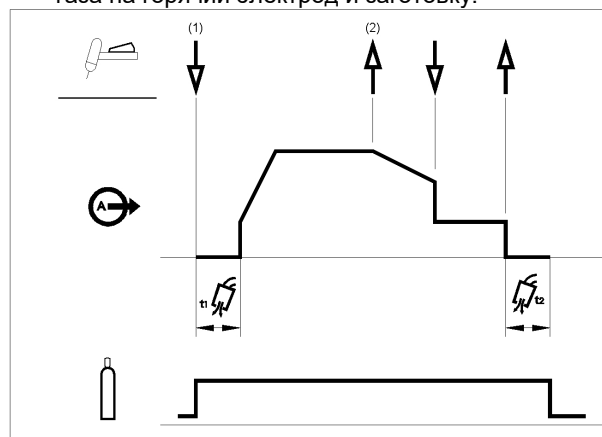 газа на горячий электрод и заготовку.
(1) (2)
A
t1 t2